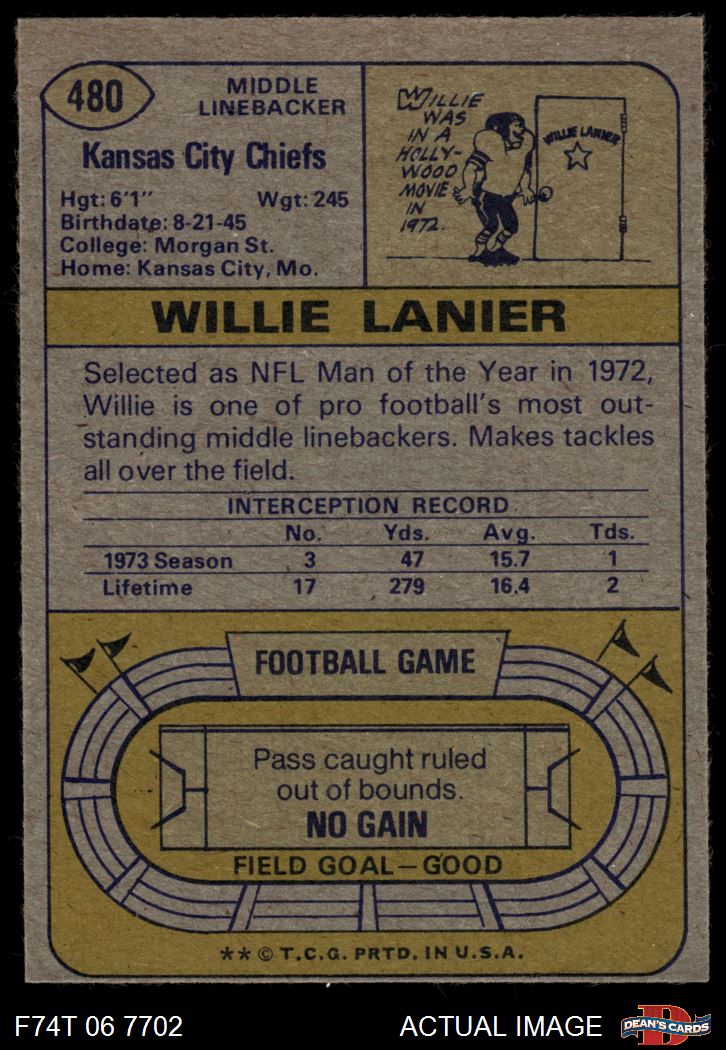 480
MIDDLE
LINEBACKER
Kansas City Chiefs
Hgt: 6'1" Wgt: 245
Birthdate: 8-21-45
College: Morgan St.
Home: Kansas City, Mo.
WILLIE
WAS
IN A
HOLLY-
WOOD
MOVIE
IN
1972.
WILLIE LANIER
WILLIE LANIER
Selected as NFL Man of the Year in 1972,
Willie is one of pro football's most out-
standing middle linebackers. Makes tackles
all over the field.
INTERCEPTION RECORD
No. Yds. Avg. Tds.
1973 Season 3 47 15.7 1
Lifetime 17 279 16.4 2
FOOTBALL GAME
Pass caught ruled
out of bounds.
NO GAIN
FIELD GOAL—GOOD
** © T.C.G. PRTD. IN U.S.A.
F74T 06 7702 ACTUAL IMAGE
D
DEAN'S CARDS